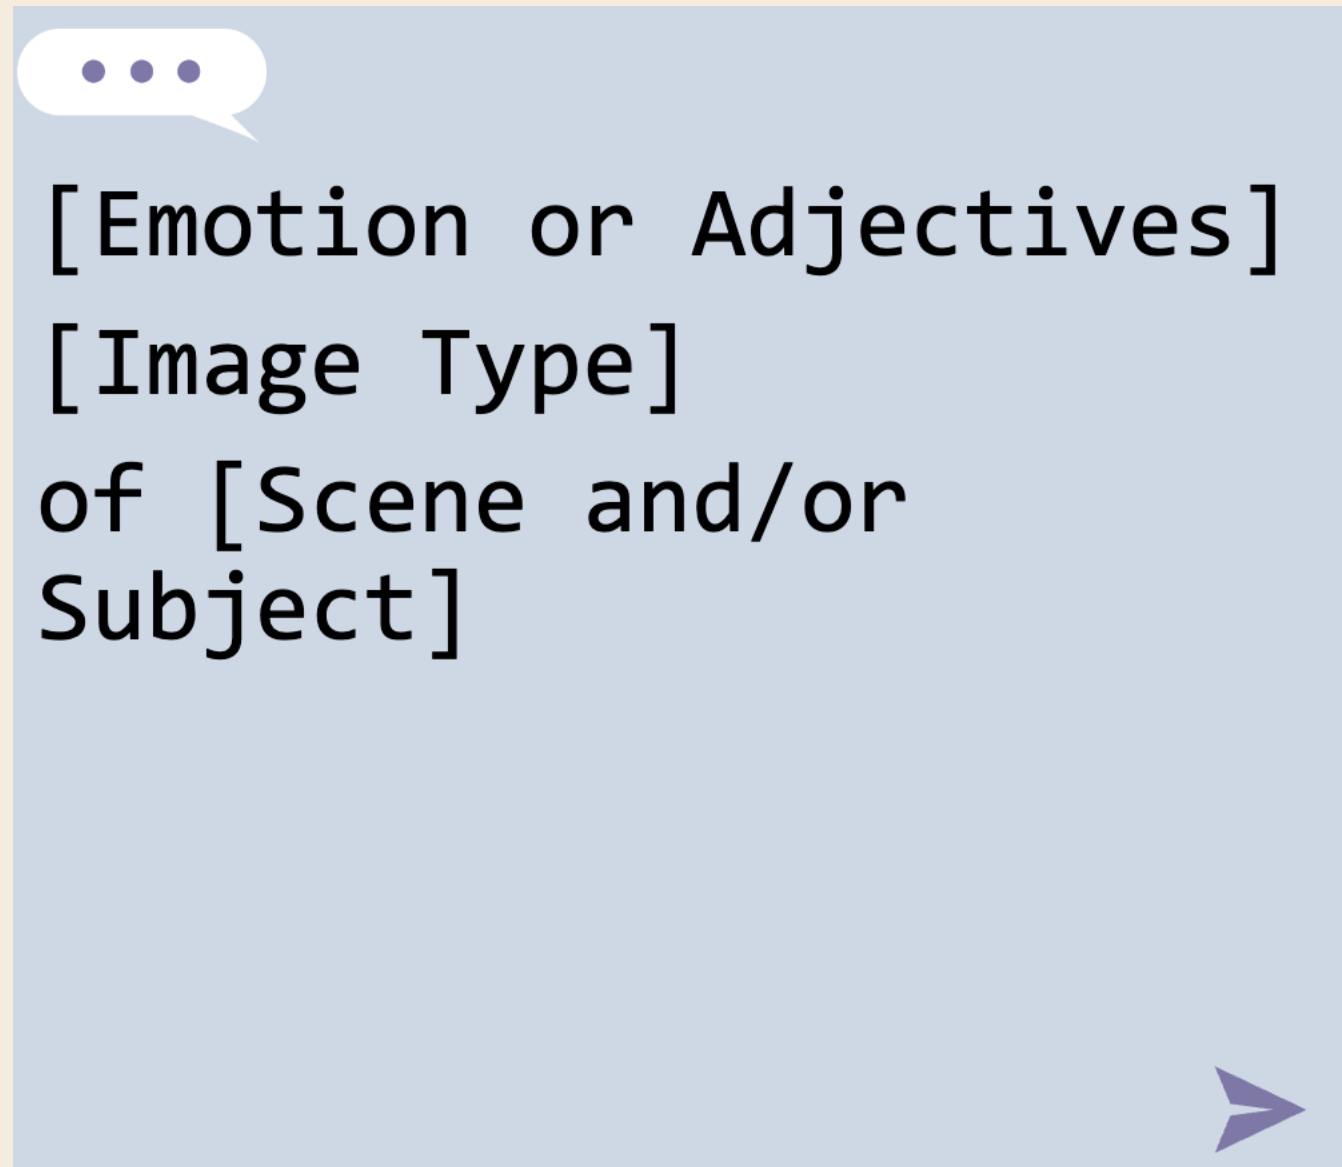 [Emotion or Adjectives]
[Image Type]
of [Scene and/or
Subject]